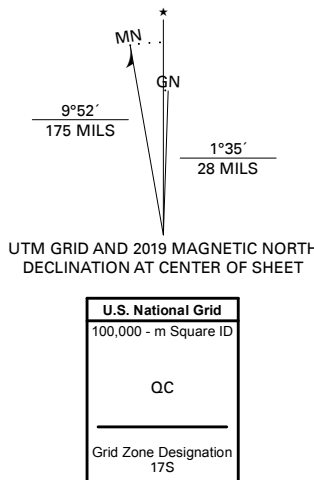 ★
MN
GN
9°52´
175 MILS
1°35´
28 MILS
UTM GRID AND 2019 MAGNETIC NORTH
DECLINATION AT CENTER OF SHEET
U.S. National Grid
100,000 - m Square ID
QC
Grid Zone Designation
17S